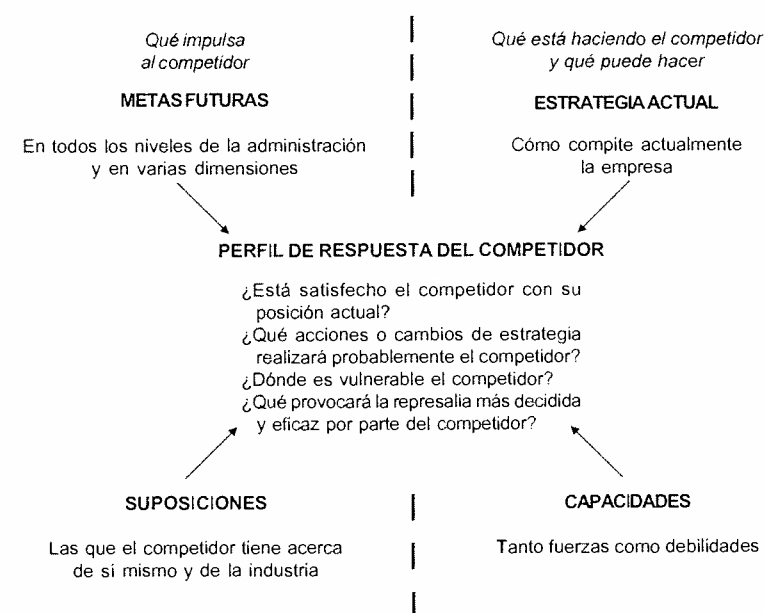 Qué impulsa
al competidor
METAS FUTURAS
En todos los niveles de la administración
y en varias dimensiones
Qué está haciendo el competidor
y qué puede hacer
ESTRATEGIA ACTUAL
Cómo compite actualmente
la empresa
PERFIL DE RESPUESTA DEL COMPETIDOR
¿Está satisfecho el competidor con su
posición actual?
¿Qué acciones o cambios de estrategia
realizará probablemente el competidor?
¿Dónde es vulnerable el competidor?
¿Qué provocará la represalia más decidida
y eficaz por parte del competidor?
SUPOSICIONES
Las que el competidor tiene acerca
de sí mismo y de la industria
CAPACIDADES
Tanto fuerzas como debilidades